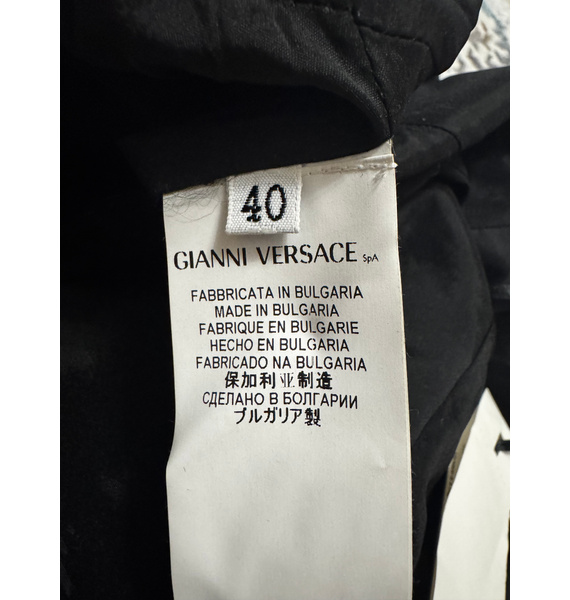 40
GIANNI VERSACE SpA
FABBRICATA IN BULGARIA
MADE IN BULGARIA
FABRIQUE EN BULGARIE
HECHO EN BULGARIA
FABRICADO NA BULGARIA
保加利亚制造
СДЕЛАНО В БОЛГАРИИ
ブルガリア製